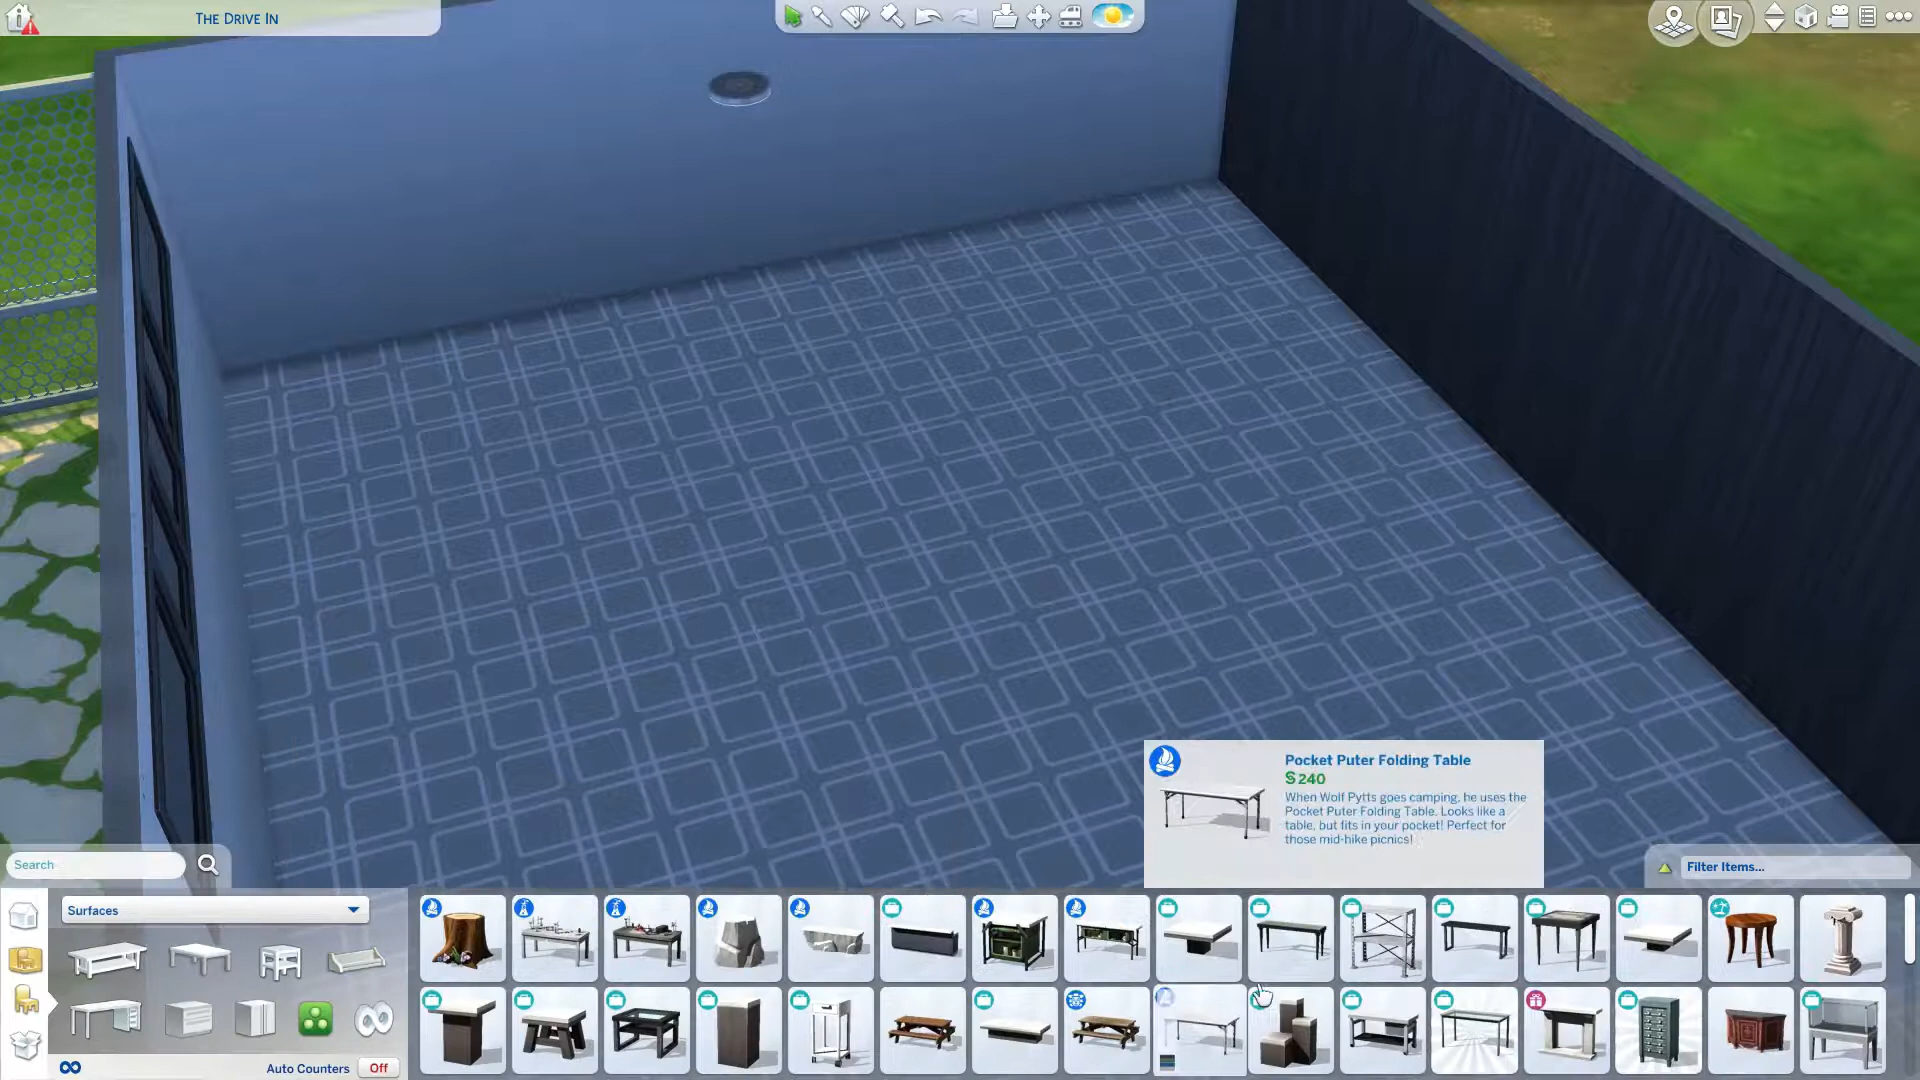 THE DRIVE IN
Pocket Puter Folding Table
§240
When Wolf Pytts goes camping, he uses the
Pocket Puter Folding Table. Looks like a
table, but fits in your pocket! Perfect for
those mid-hike picnics!
Search
Filter Items...
Surfaces
Auto Counters
Off